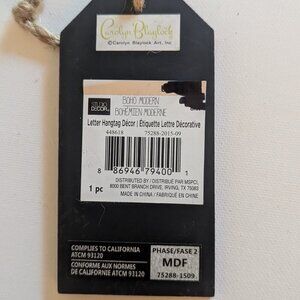 Carolyn Blaylock
©Carolyn Blaylock Art, Inc
STUDIO
DECOR
BOHO MODERN
BOHÉMIEN MODERNE
Letter Hangtag Décor | Étiquette Lettre Décorative
448618 75288-2015-09
8 86946 79400 1
1 pc
DISTRIBUTED BY / DISTRIBUÉ PAR MSPCI,
8000 BENT BRANCH DRIVE, IRVING, TX 75063
MADE IN CHINA / FABRIQUÉ EN CHINE
COMPLIES TO CALIFORNIA
ATCM 93120
CONFORME AUX NORMES
DE CALIFORNIE ATCM 93120
PHASE/FASE 2
MDF
75288-1509